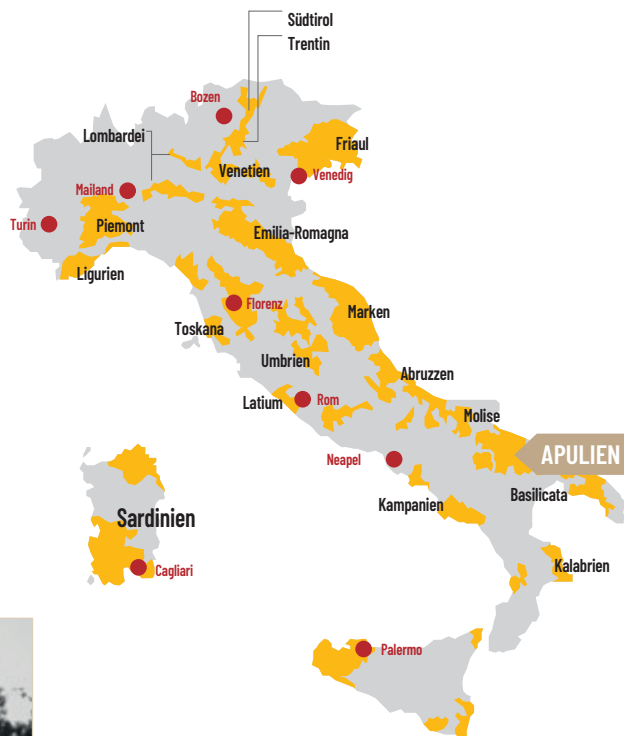 Südtirol
Trentin
Bozen
Lombardei
Friaul
Venetien
Venedig
Mailand
Turin
Piemont
Emilia-Romagna
Ligurien
Florenz
Marken
Toskana
Umbrien
Abruzzen
Latium
Rom
Molise
APULIEN
Neapel
Basilicata
Kampanien
Sardinien
Kalabrien
Cagliari
Palermo